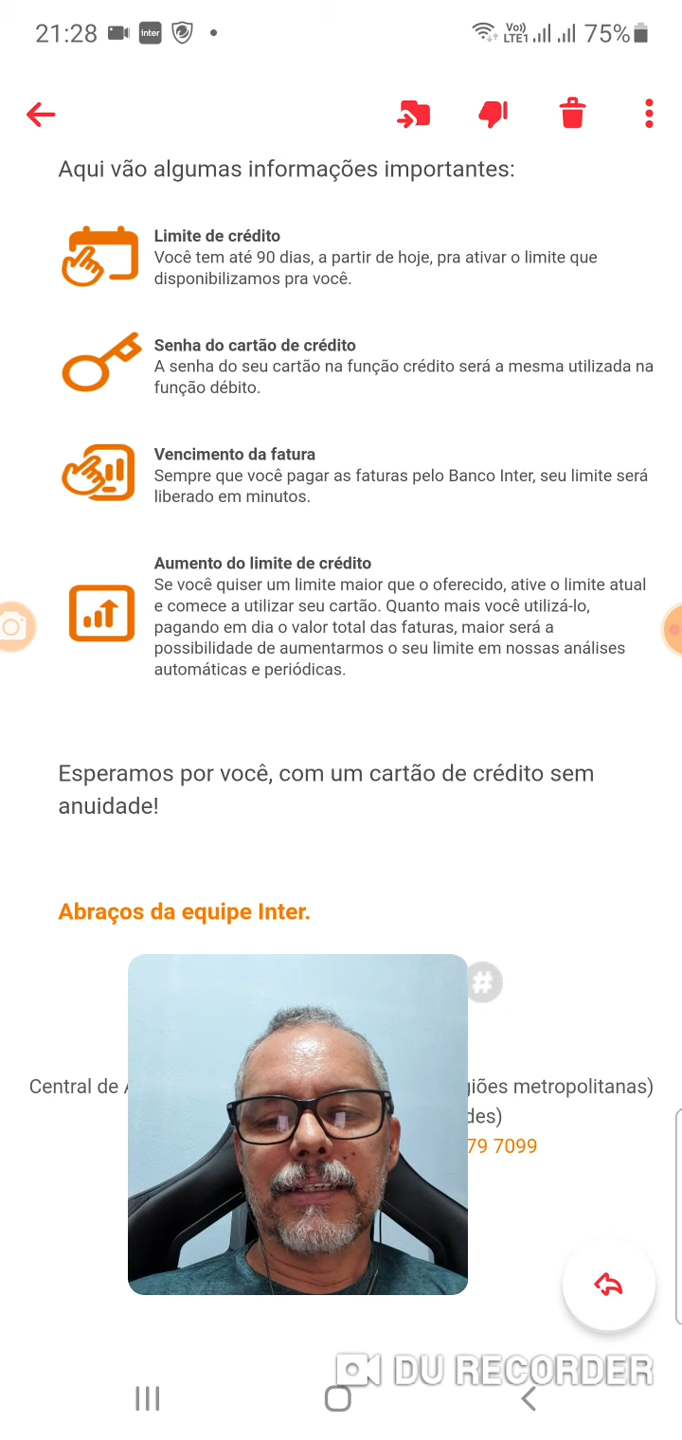 21:28 inter Vo)) LTE1 75%
Aqui vão algumas informações importantes:
Limite de crédito
Você tem até 90 dias, a partir de hoje, pra ativar o limite que
disponibilizamos pra você.
Senha do cartão de crédito
A senha do seu cartão na função crédito será a mesma utilizada na
função débito.
Vencimento da fatura
Sempre que você pagar as faturas pelo Banco Inter, seu limite será
liberado em minutos.
Aumento do limite de crédito
Se você quiser um limite maior que o oferecido, ative o limite atual
e comece a utilizar seu cartão. Quanto mais você utilizá-lo,
pagando em dia o valor total das faturas, maior será a
possibilidade de aumentarmos o seu limite em nossas análises
automáticas e periódicas.
Esperamos por você, com um cartão de crédito sem
anuidade!
Abraços da equipe Inter.
#
Central de giões metropolitanas)
des)
79 7099
DU RECORDER